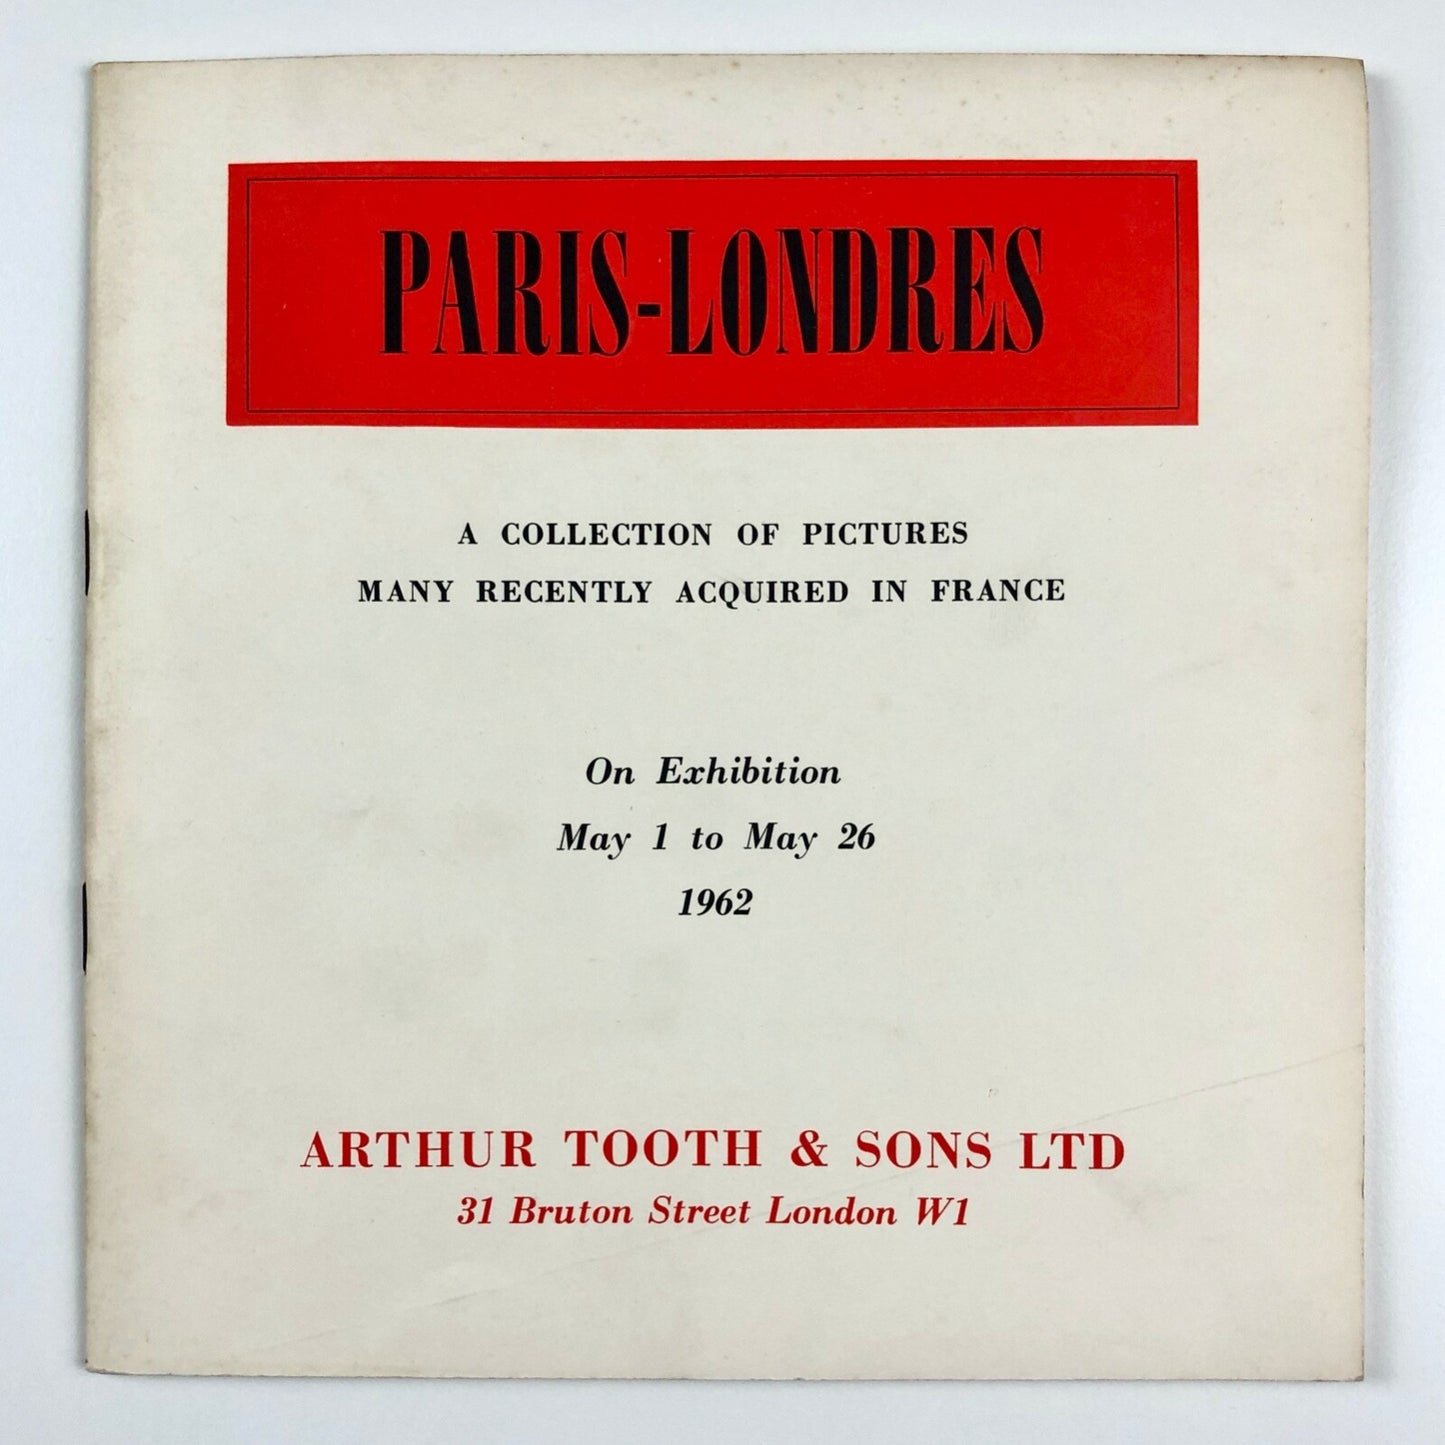 PARIS-LONDRES
A COLLECTION OF PICTURES
MANY RECENTLY ACQUIRED IN FRANCE
On Exhibition
May 1 to May 26
1962
ARTHUR TOOTH & SONS LTD
31 Bruton Street London W1